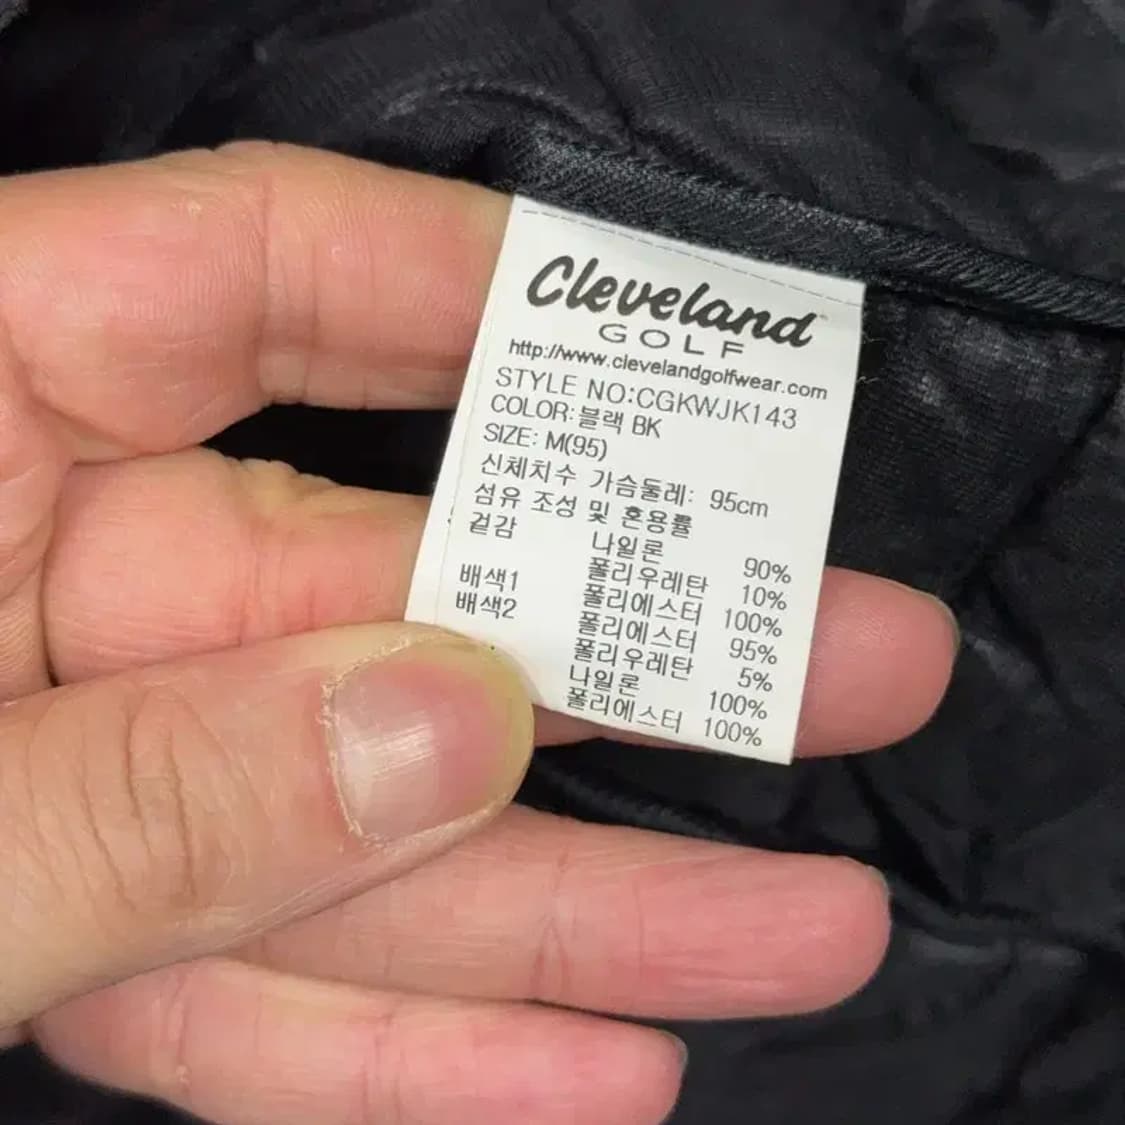 Cleveland
GOLF
http://www.clevelandgolfwear.com
STYLE NO:CGKWJK143
COLOR:블랙 BK
SIZE: M(95)
신체치수 가슴둘레: 95cm
섬유 조성 및 혼용률
겉감 나일론 90%
폴리우레탄 10%
배색1 폴리에스터 100%
배색2 폴리에스터 95%
폴리우레탄 5%
나일론 100%
폴리에스터 100%